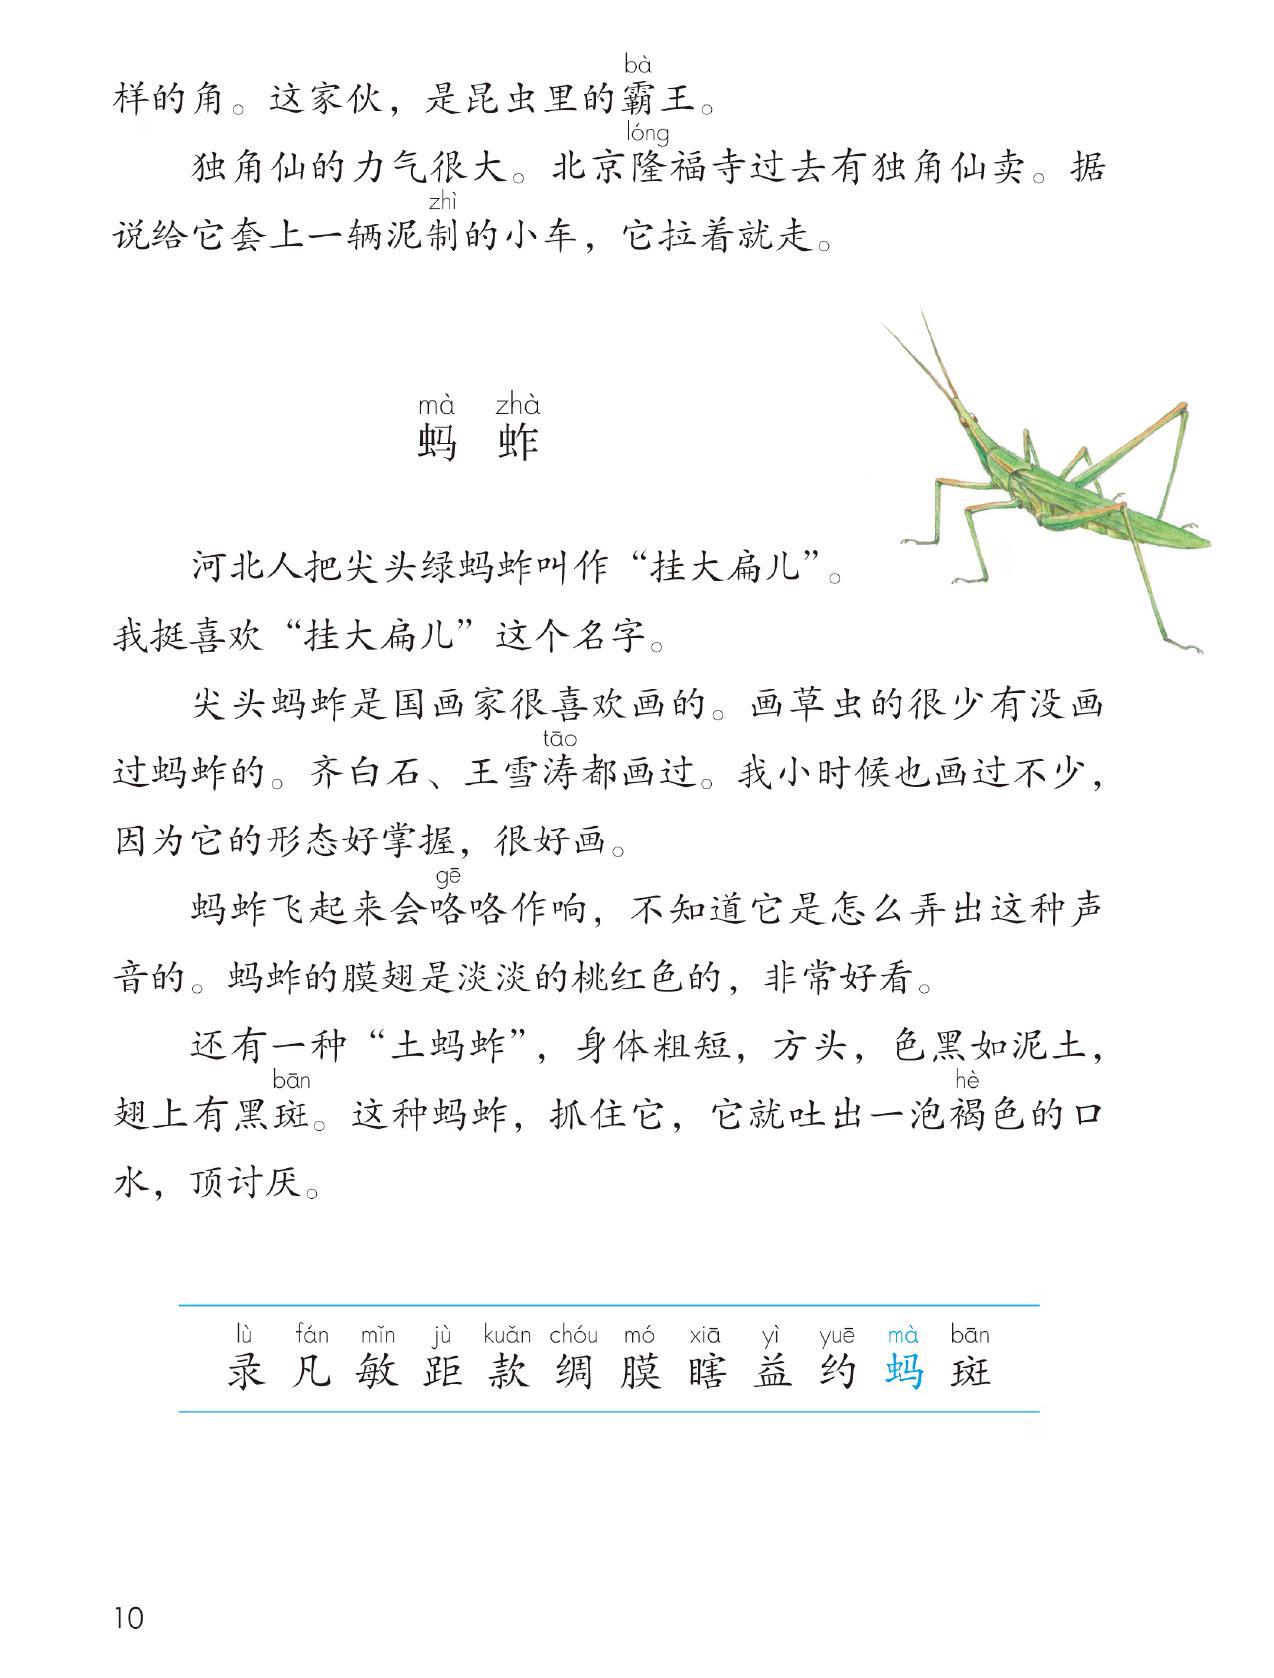 bà
样的角。这家伙，是昆虫里的霸王。
lóng
独角仙的力气很大。北京隆福寺过去有独角仙卖。据
zhì
说给它套上一辆泥制的小车，它拉着就走。
mà zhà
蚂 蚱
河北人把尖头绿蚂蚱叫作“挂大扁儿”。
我挺喜欢“挂大扁儿”这个名字。
尖头蚂蚱是国画家很喜欢画的。画草虫的很少有没画
tāo
过蚂蚱的。齐白石、王雪涛都画过。我小时候也画过不少，
因为它的形态好掌握，很好画。
gē
蚂蚱飞起来会咯咯作响，不知道它是怎么弄出这种声
音的。蚂蚱的膜翅是淡淡的桃红色的，非常好看。
还有一种“土蚂蚱”，身体粗短，方头，色黑如泥土，
bān hè
翅上有黑斑。这种蚂蚱，抓住它，它就吐出一泡褐色的口
水，顶讨厌。
lù fán mǐn jù kuǎn chóu mó xiā yì yuē mà bān
录 凡 敏 距 款 绸 膜 瞎 益 约 蚂 斑
10